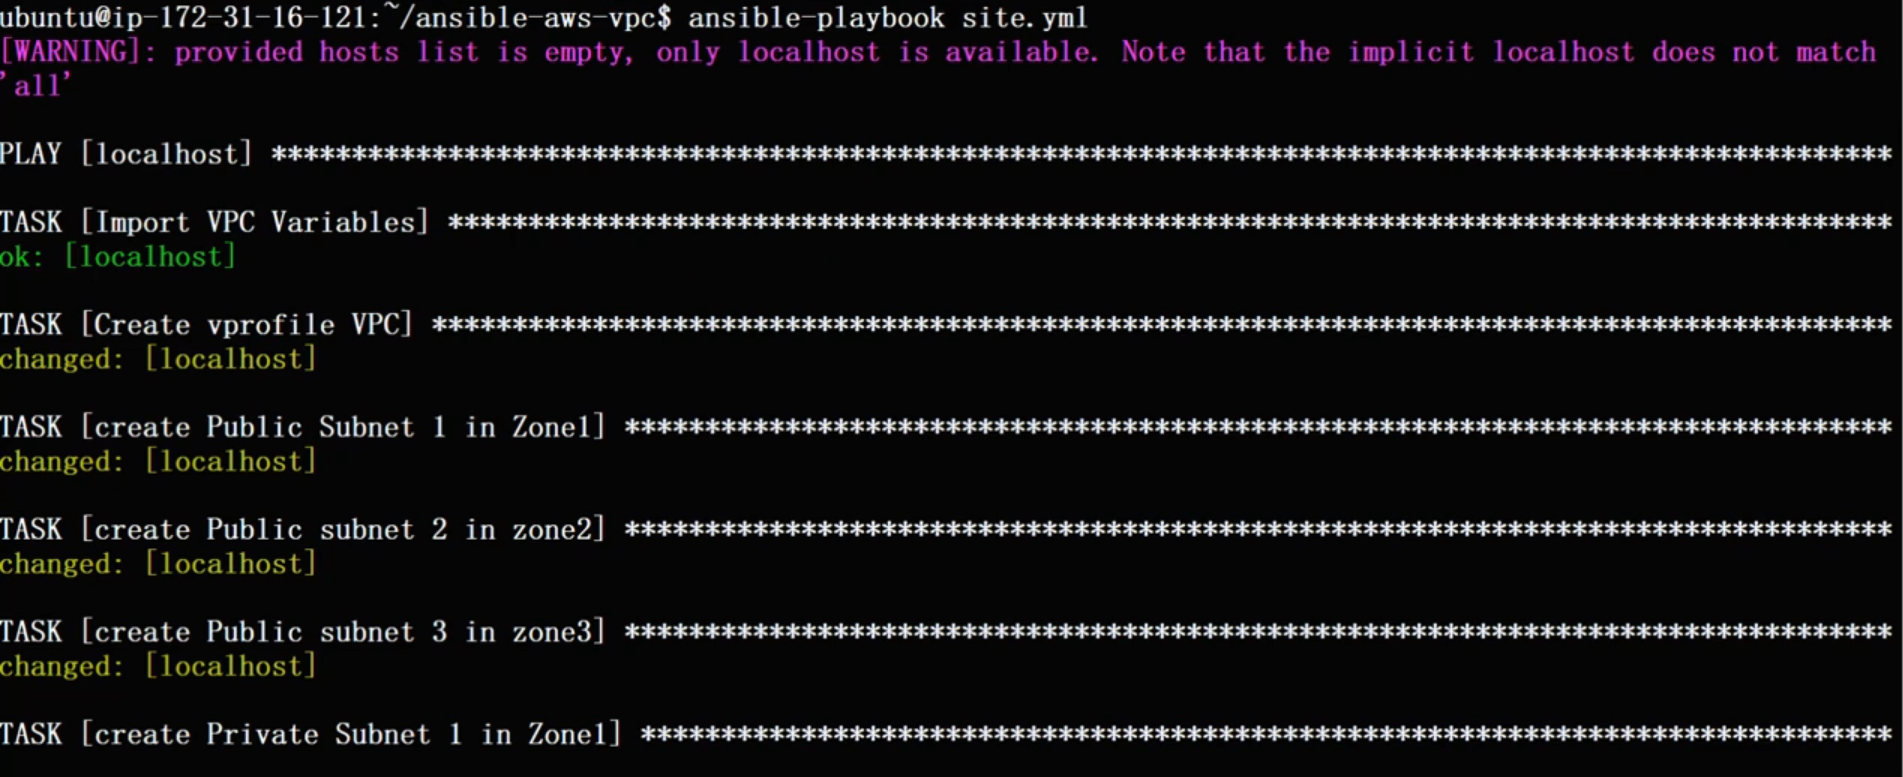 ubuntu@ip-172-31-16-121:~/ansible-aws-vpc$ ansible-playbook site.yml
[WARNING]: provided hosts list is empty, only localhost is available. Note that the implicit localhost does not match
'all'
PLAY [localhost] *****************************************************************************************************
TASK [Import VPC Variables] ******************************************************************************************
ok: [localhost]
TASK [Create vprofile VPC] *******************************************************************************************
changed: [localhost]
TASK [create Public Subnet 1 in Zone1] *******************************************************************************
changed: [localhost]
TASK [create Public subnet 2 in zone2] *******************************************************************************
changed: [localhost]
TASK [create Public subnet 3 in zone3] *******************************************************************************
changed: [localhost]
TASK [create Private Subnet 1 in Zone1] ******************************************************************************